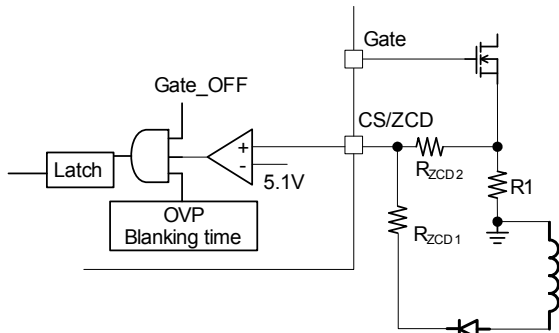 Gate
Gate_OFF
CS/ZCD
+
-
5.1V
Latch
OVP
Blanking time
RZCD2
R1
RZCD1